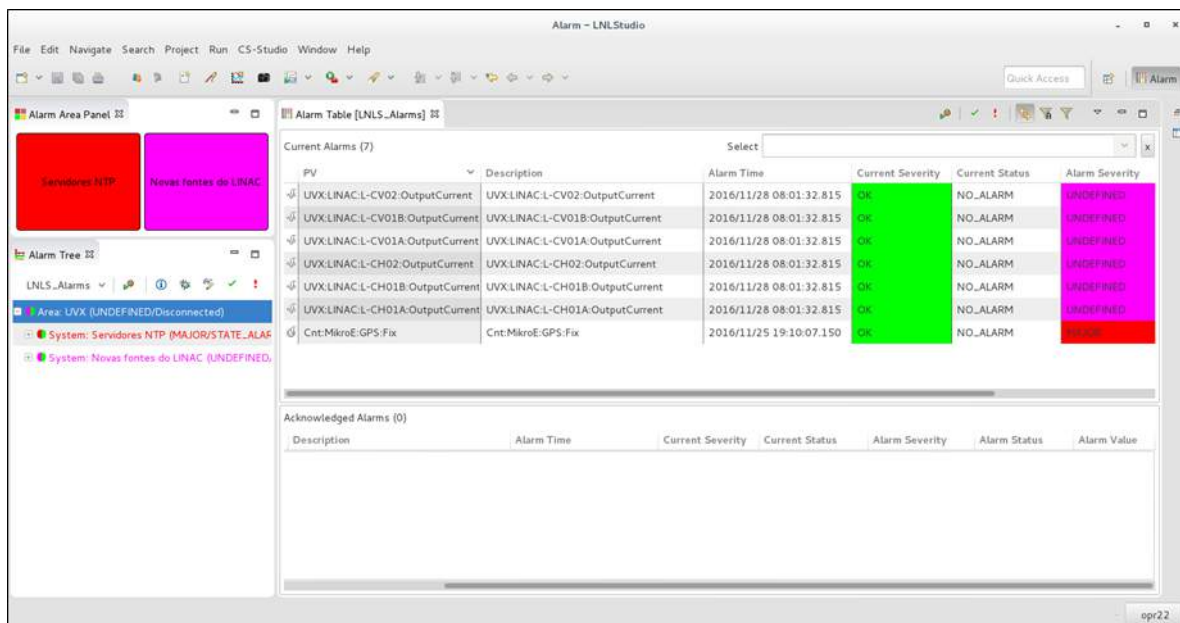 Alarm – LNLStudio
File Edit Navigate Search Project Run CS-Studio Window Help
Quick Access
Alarm
Alarm Area Panel
Servidores NTP
Novas fontes do LINAC
Alarm Tree
LNLS_Alarms
Area: UVX (UNDEFINED/Disconnected)
System: Servidores NTP (MAJOR/STATE_ALAR
System: Novas fontes do LINAC (UNDEFINED,
Alarm Table [LNLS_Alarms]
Current Alarms (7)
Select
PV Description Alarm Time Current Severity Current Status Alarm Severity
UVX:LINAC:L-CV02:OutputCurrent UVX:LINAC:L-CV02:OutputCurrent 2016/11/28 08:01:32.815 OK NO_ALARM UNDEFINED
UVX:LINAC:L-CV01B:OutputCurrent UVX:LINAC:L-CV01B:OutputCurrent 2016/11/28 08:01:32.815 OK NO_ALARM UNDEFINED
UVX:LINAC:L-CV01A:OutputCurrent UVX:LINAC:L-CV01A:OutputCurrent 2016/11/28 08:01:32.815 OK NO_ALARM UNDEFINED
UVX:LINAC:L-CH02:OutputCurrent UVX:LINAC:L-CH02:OutputCurrent 2016/11/28 08:01:32.815 OK NO_ALARM UNDEFINED
UVX:LINAC:L-CH01B:OutputCurrent UVX:LINAC:L-CH01B:OutputCurrent 2016/11/28 08:01:32.815 OK NO_ALARM UNDEFINED
UVX:LINAC:L-CH01A:OutputCurrent UVX:LINAC:L-CH01A:OutputCurrent 2016/11/28 08:01:32.815 OK NO_ALARM UNDEFINED
Cnt:MikroE:GPS:Fix Cnt:MikroE:GPS:Fix 2016/11/25 19:10:07.150 OK NO_ALARM MAJOR
Acknowledged Alarms (0)
Description Alarm Time Current Severity Current Status Alarm Severity Alarm Status Alarm Value
opr22